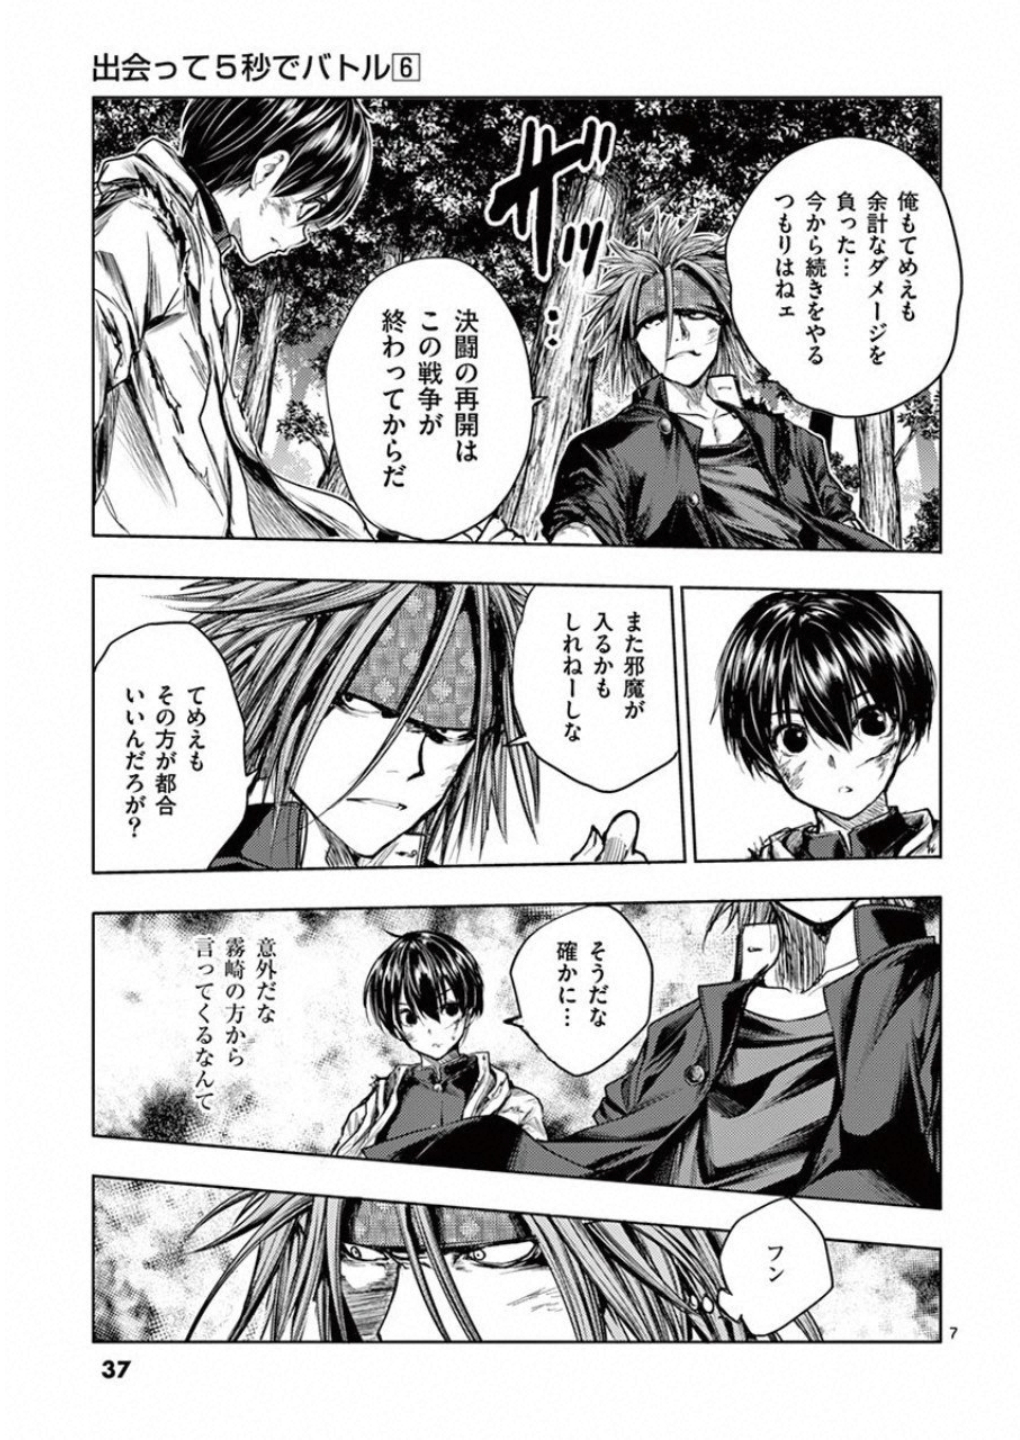 出会って5秒でバトル6
俺もてめえも
余計なダメージを
負った…
今から続きをやる
つもりはねェ
ザッ
…
決闘の再開は
この戦争が
終わってからだ
また邪魔が
入るかも
しれねーしな
てめえも
その方が都合
いいんだろが？
そうだな
確かに…
意外だな
霧崎の方から
言ってくるなんて
フン
7
37